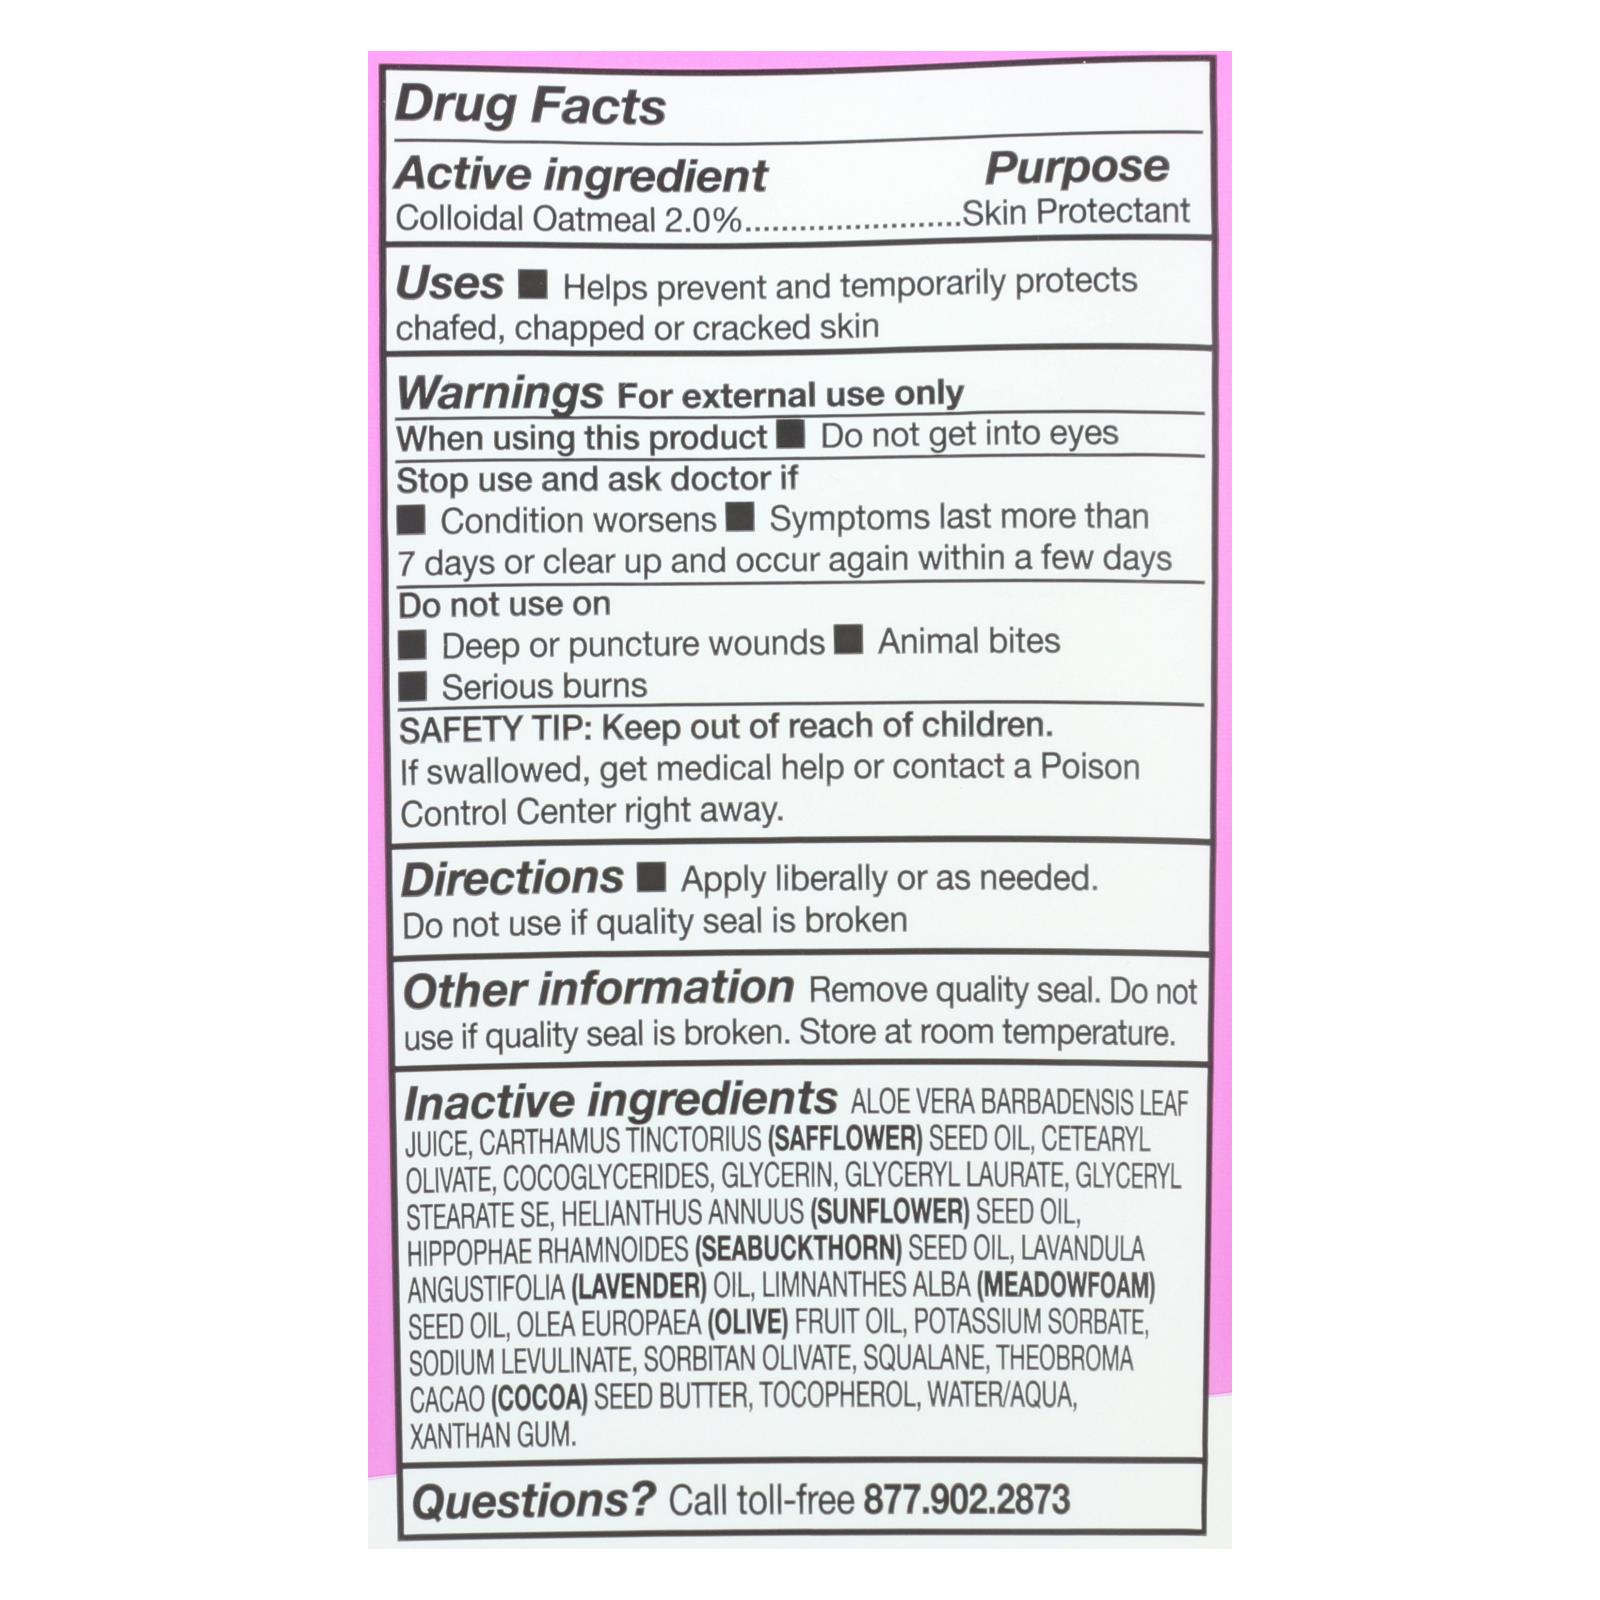 Drug Facts
Active ingredient Purpose
Colloidal Oatmeal 2.0%........................Skin Protectant
Uses ■ Helps prevent and temporarily protects
chafed, chapped or cracked skin
Warnings For external use only
When using this product ■ Do not get into eyes
Stop use and ask doctor if
■ Condition worsens ■ Symptoms last more than
7 days or clear up and occur again within a few days
Do not use on
■ Deep or puncture wounds ■ Animal bites
■ Serious burns
SAFETY TIP: Keep out of reach of children.
If swallowed, get medical help or contact a Poison
Control Center right away.
Directions ■ Apply liberally or as needed.
Do not use if quality seal is broken
Other information Remove quality seal. Do not
use if quality seal is broken. Store at room temperature.
Inactive ingredients ALOE VERA BARBADENSIS LEAF
JUICE, CARTHAMUS TINCTORIUS (SAFFLOWER) SEED OIL, CETEARYL
OLIVATE, COCOGLYCERIDES, GLYCERIN, GLYCERYL LAURATE, GLYCERYL
STEARATE SE, HELIANTHUS ANNUUS (SUNFLOWER) SEED OIL,
HIPPOPHAE RHAMNOIDES (SEABUCKTHORN) SEED OIL, LAVANDULA
ANGUSTIFOLIA (LAVENDER) OIL, LIMNANTHES ALBA (MEADOWFOAM)
SEED OIL, OLEA EUROPAEA (OLIVE) FRUIT OIL, POTASSIUM SORBATE,
SODIUM LEVULINATE, SORBITAN OLIVATE, SQUALANE, THEOBROMA
CACAO (COCOA) SEED BUTTER, TOCOPHEROL, WATER/AQUA,
XANTHAN GUM.
Questions? Call toll-free 877.902.2873